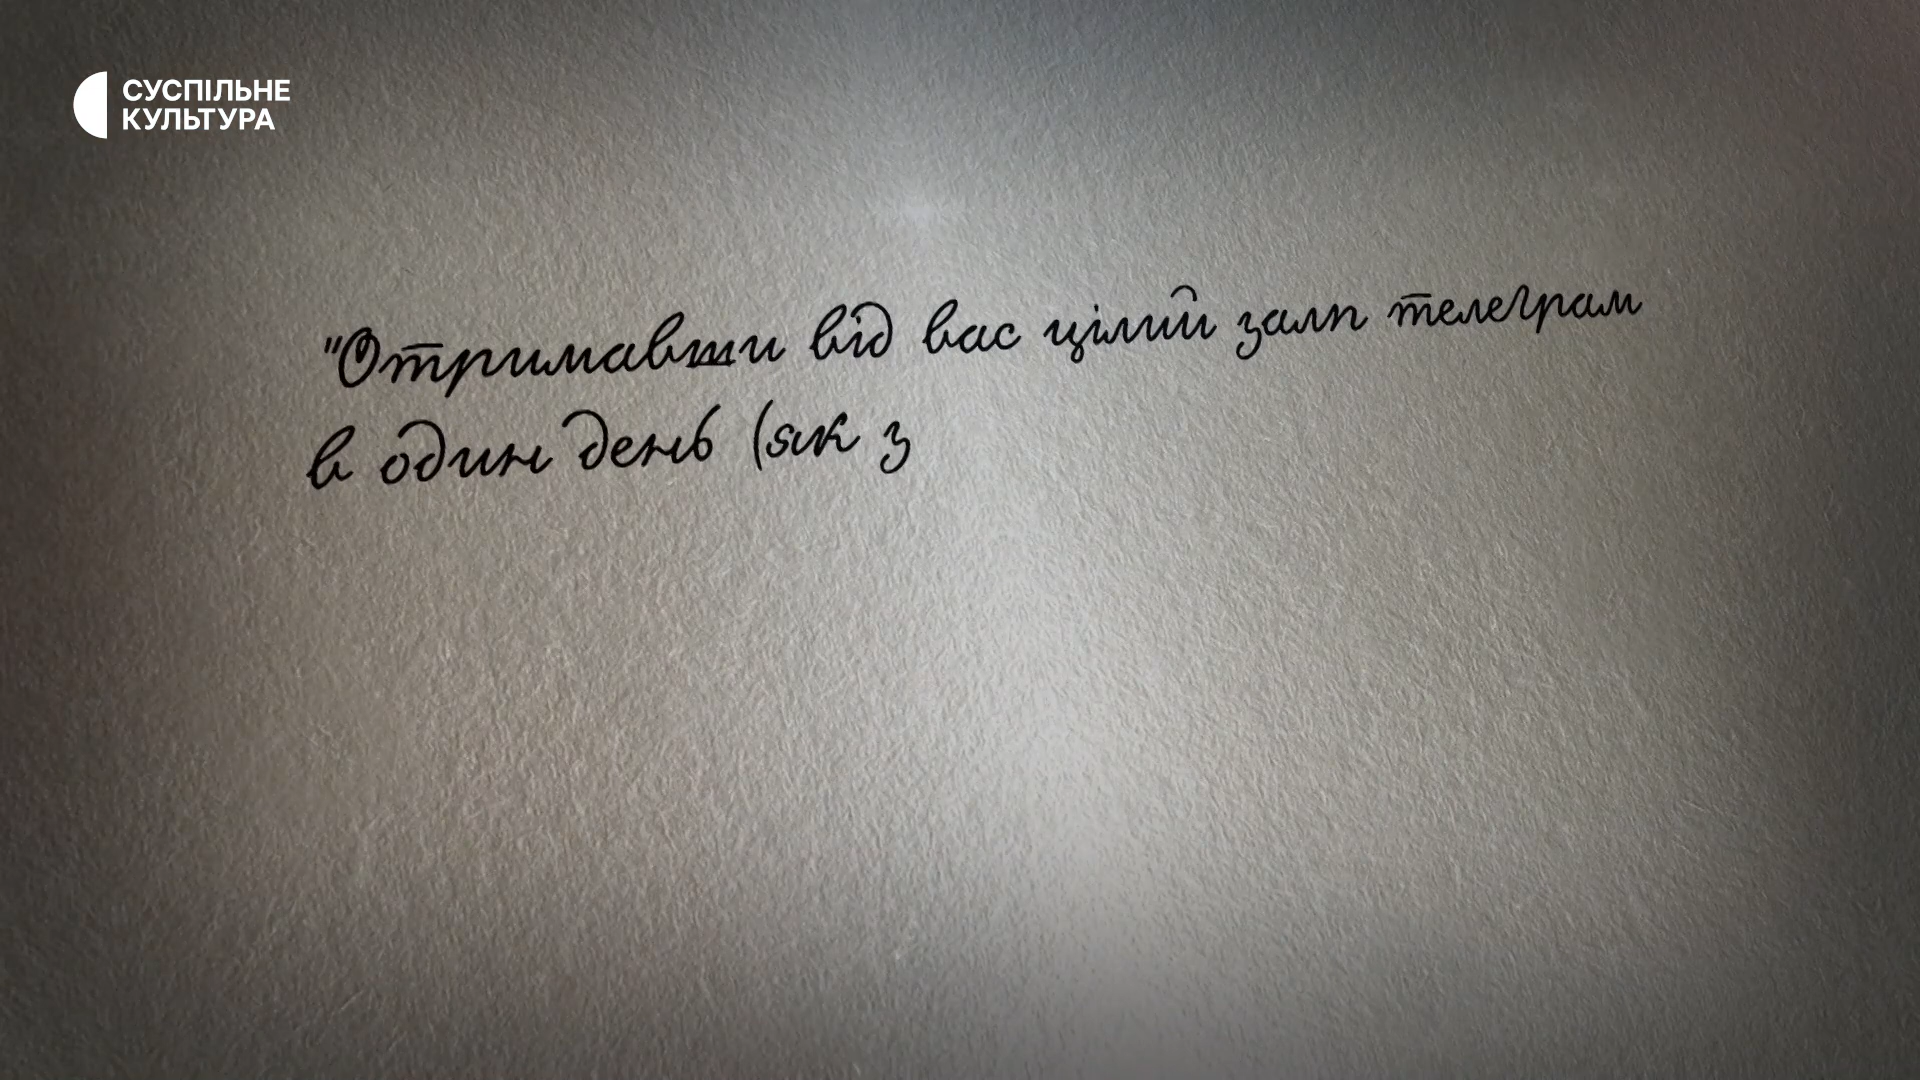 СУСПІЛЬНЕ
КУЛЬТУРА
"Отримавши від вас цілий залп телеграм
в один день (як з